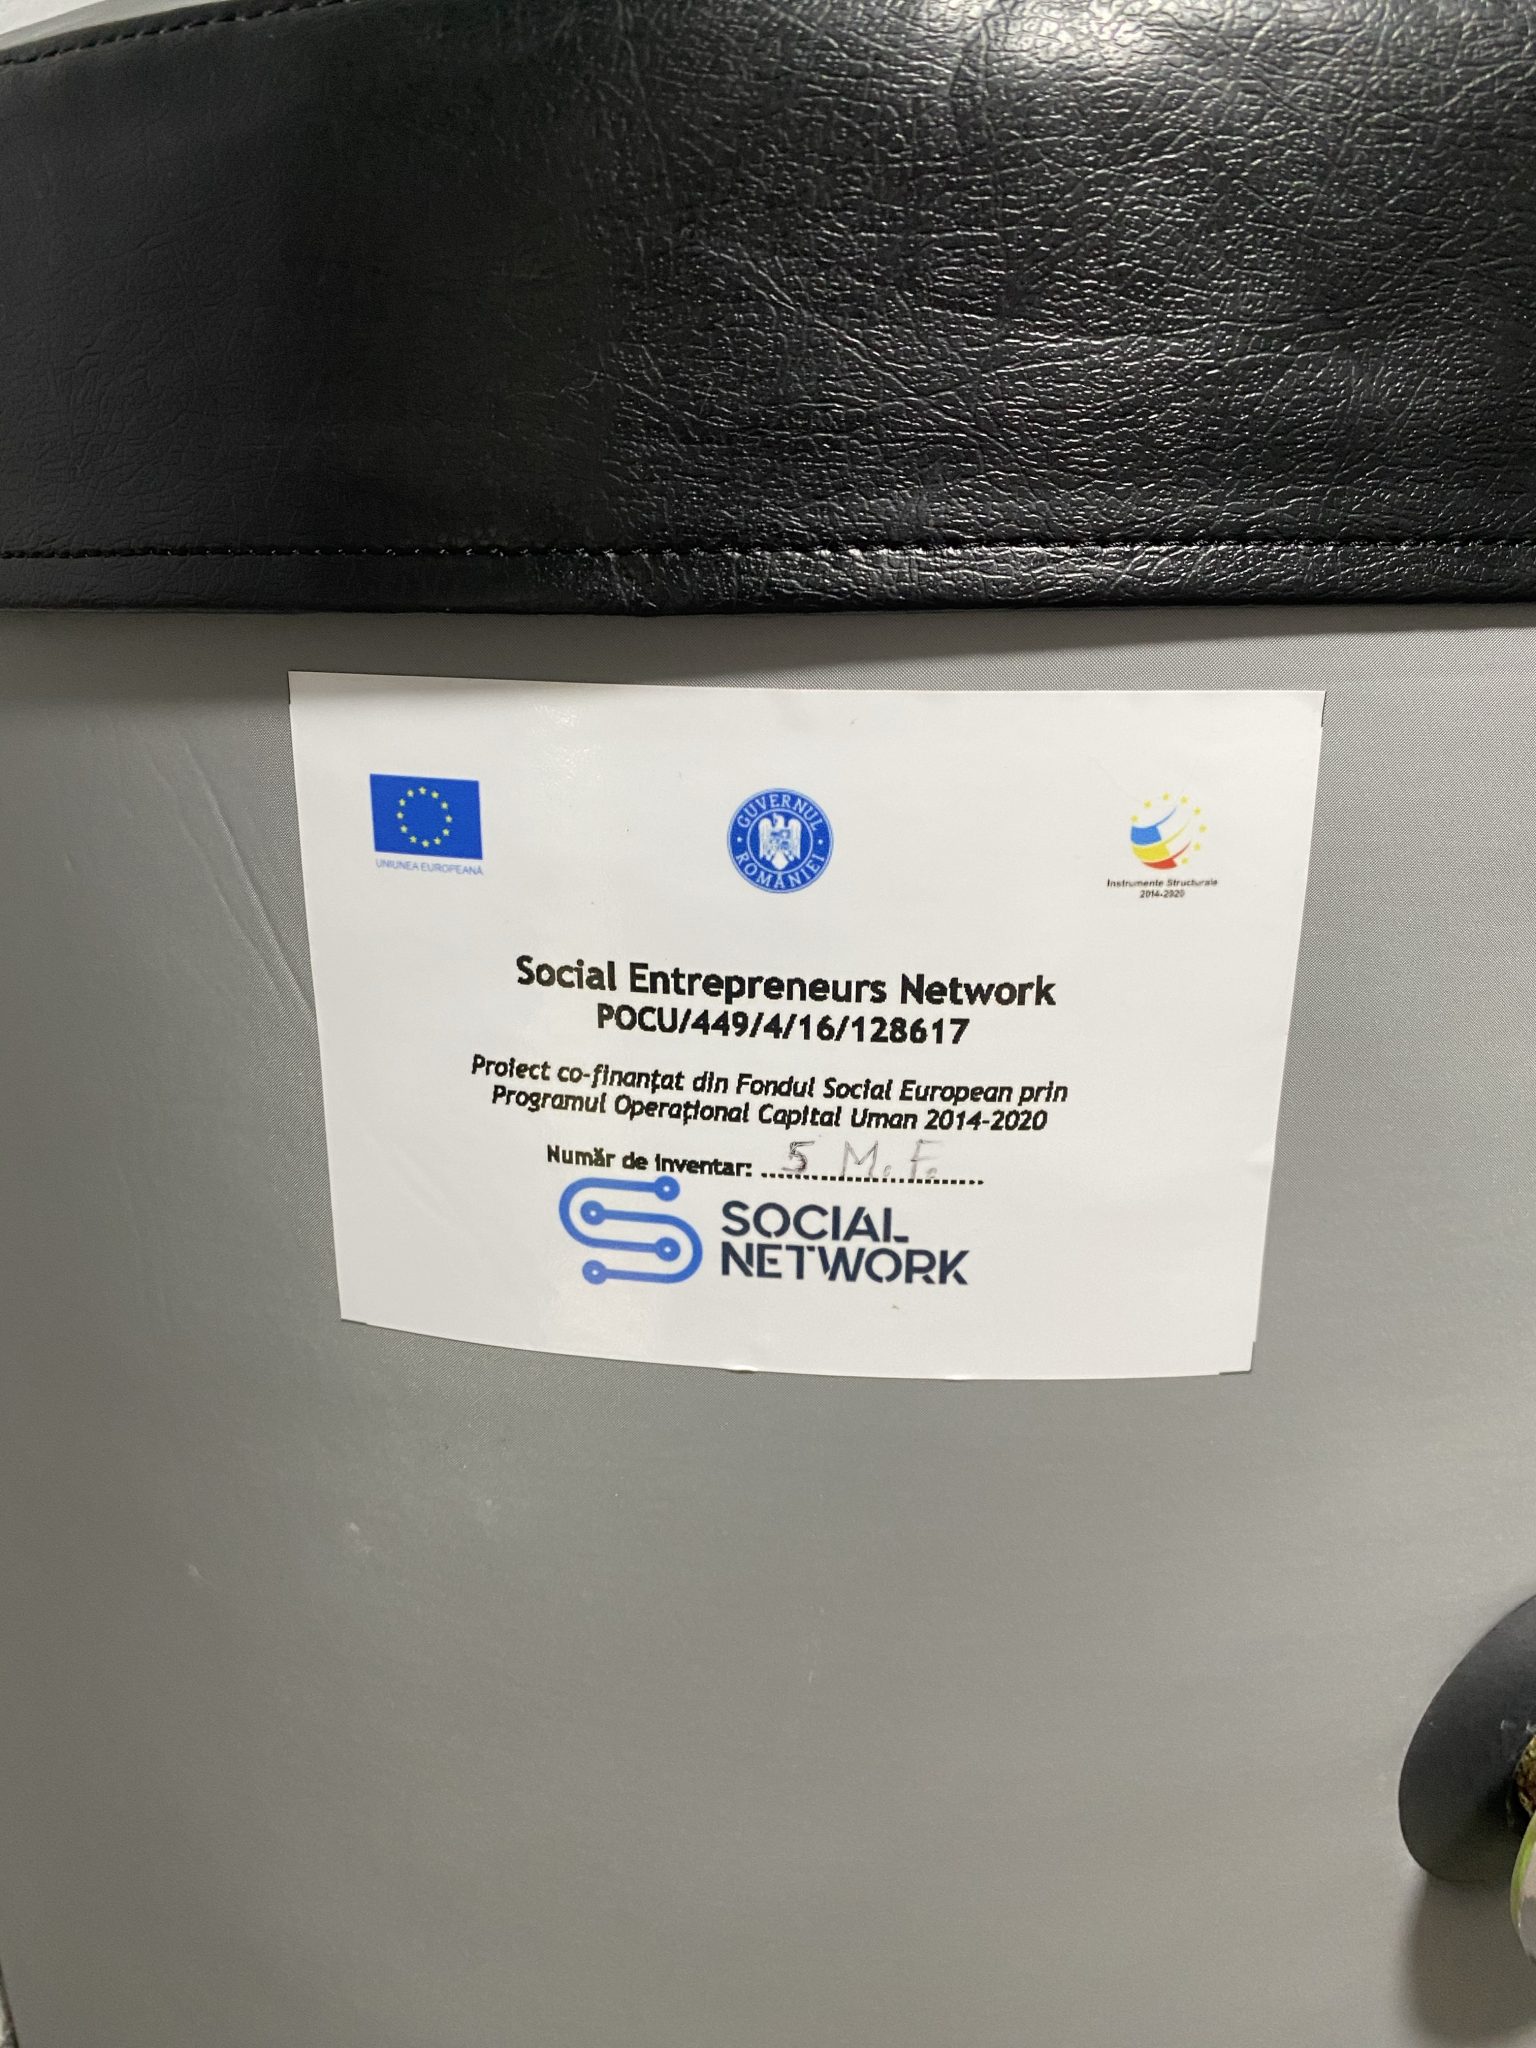 UNIUNEA EUROPEANĂ
GUVERNUL ROMÂNIEI
Instrumente Structurale
2014-2020
Social Entrepreneurs Network
POCU/449/4/16/128617
Proiect co-finanțat din Fondul Social European prin
Programul Operațional Capital Uman 2014-2020
Număr de inventar: 5 M. F.
SOCIAL
NETWORK